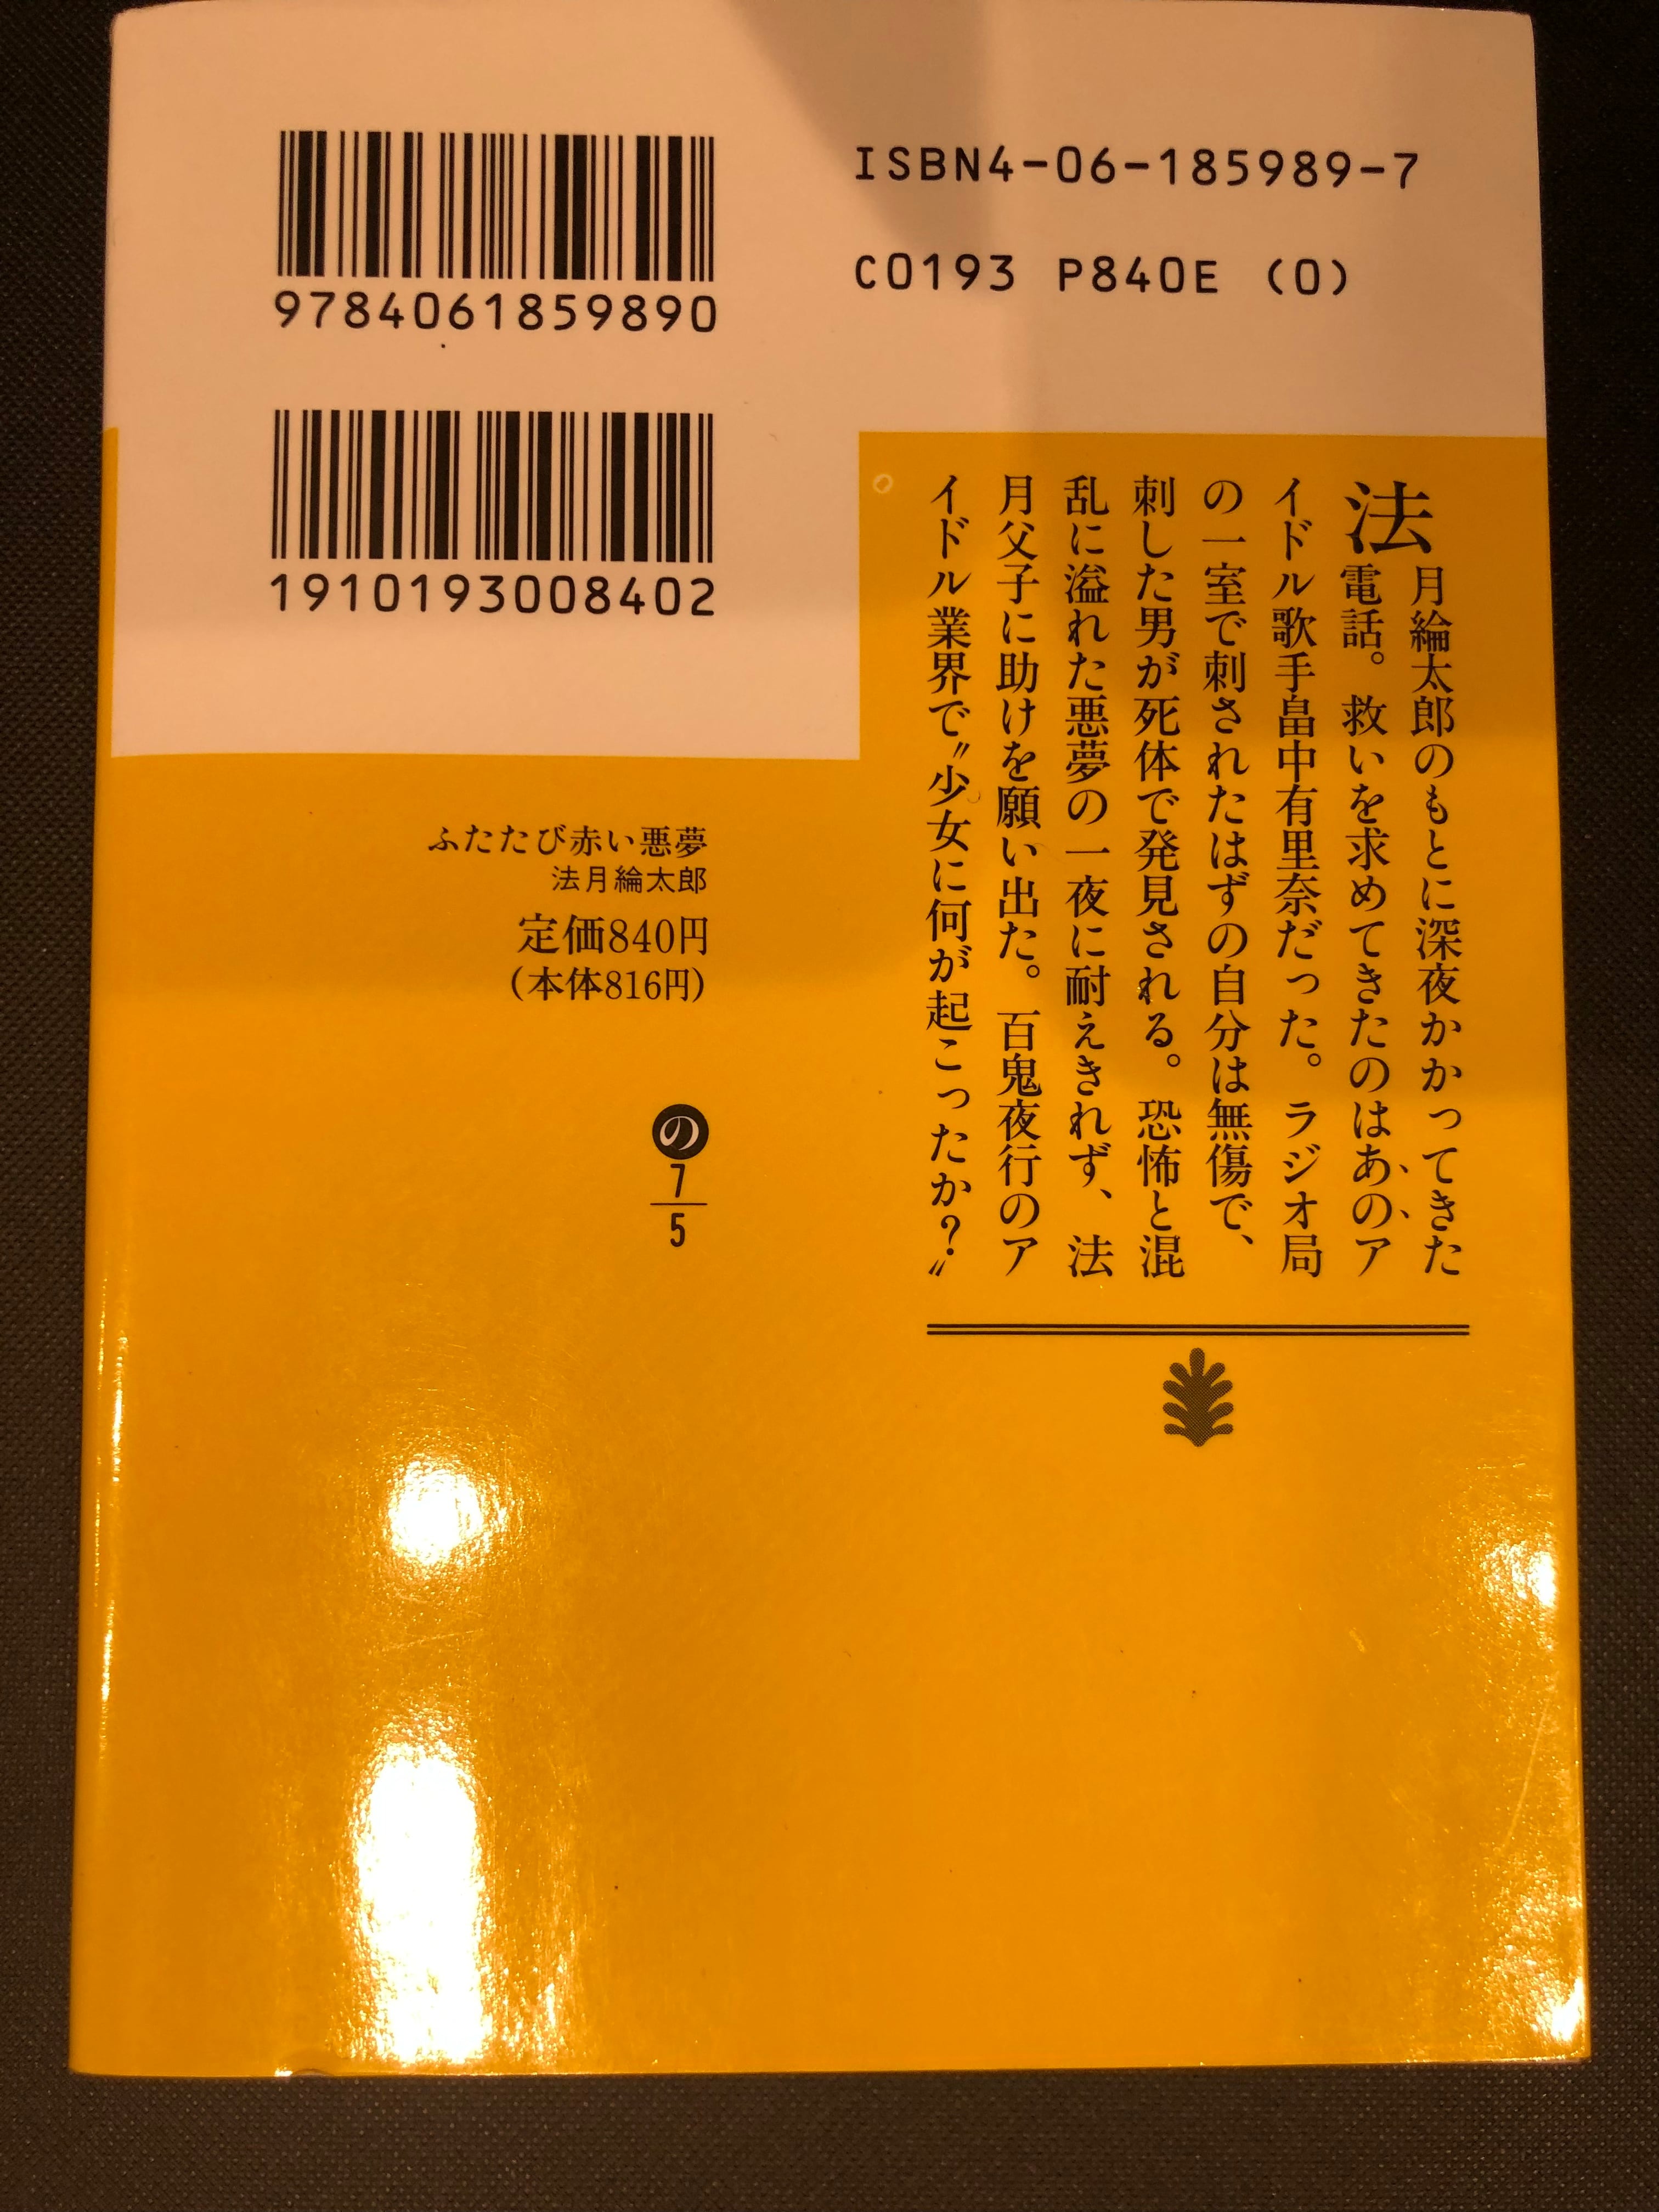 ISBN4-06-185989-7
C0193 P840E (0)
9784061859890
1910193008402
法月綸太郎のもとに深夜かかってきた
電話。救いを求めてきたのはあのア
イドル歌手畠中有里奈だった。ラジオ局
の一室で刺されたはずの自分は無傷で、
刺した男が死体で発見される。恐怖と混
乱に溢れた悪夢の一夜に耐えきれず、法
月父子に助けを願い出た。百鬼夜行のア
イドル業界で〝少女に何が起こったか？〟
ふたたび赤い悪夢
法月綸太郎
定価840円
(本体816円)
の
7
5